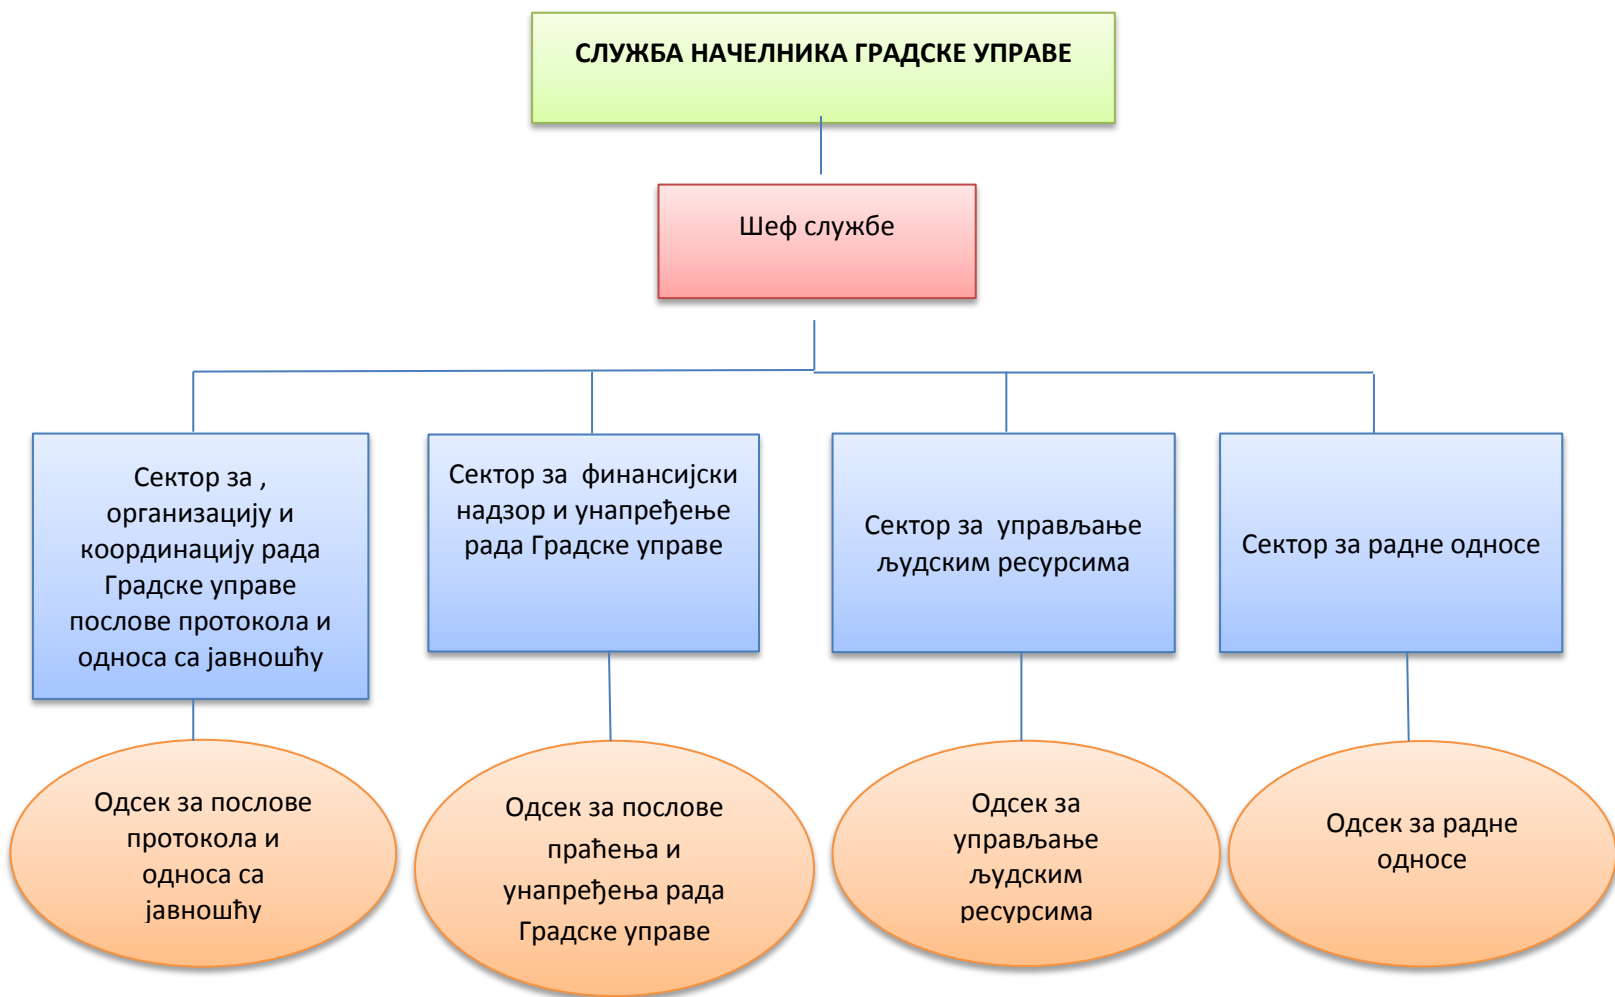 СЛУЖБА НАЧЕЛНИКА ГРАДСКЕ УПРАВЕ
Шеф службе
Сектор за ,
организацију и
координацију рада
Градске управе
послове протокола и
односа са јавношћу
Сектор за финансијски
надзор и унапређење
рада Градске управе
Сектор за управљање
људским ресурсима
Сектор за радне односе
Одсек за послове
протокола и
односа са
јавношћу
Одсек за послове
праћења и
унапређења рада
Градске управе
Одсек за
управљање
људским
ресурсима
Одсек за радне
односе